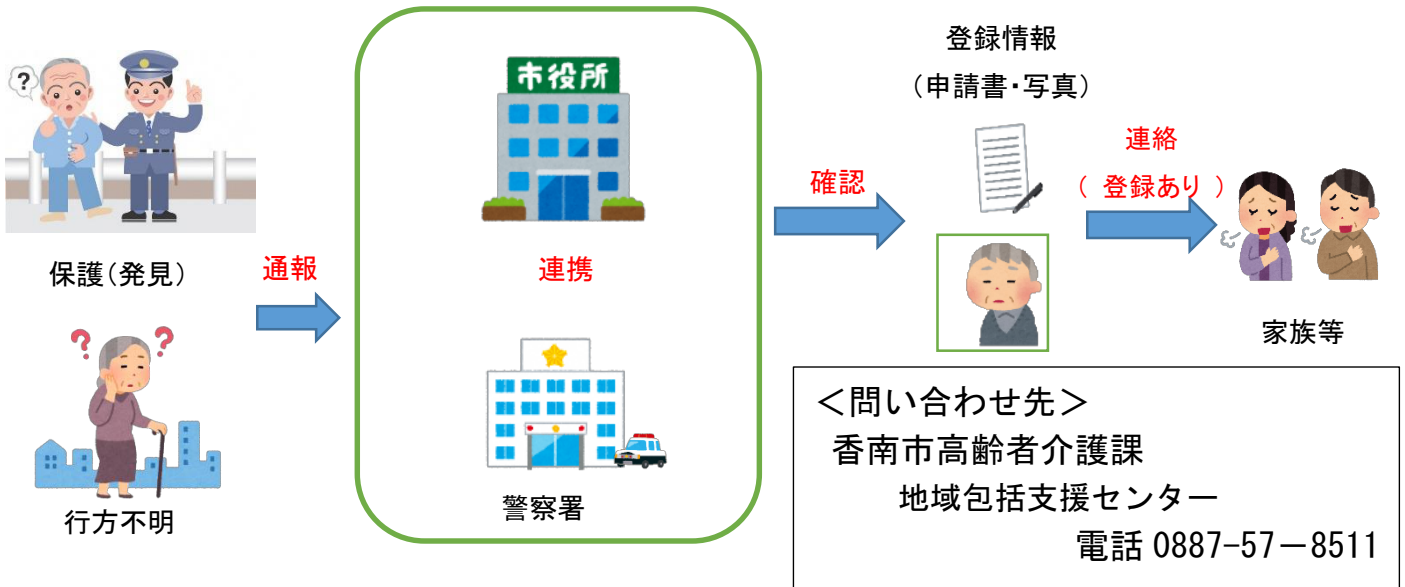 ?
保護(発見)
??
行方不明
通報
市役所
連携
警察署
確認
登録情報
(申請書・写真)
連絡
( 登録あり )
家族等
<問い合わせ先>
香南市高齢者介護課
地域包括支援センター
電話 0887-57-8511